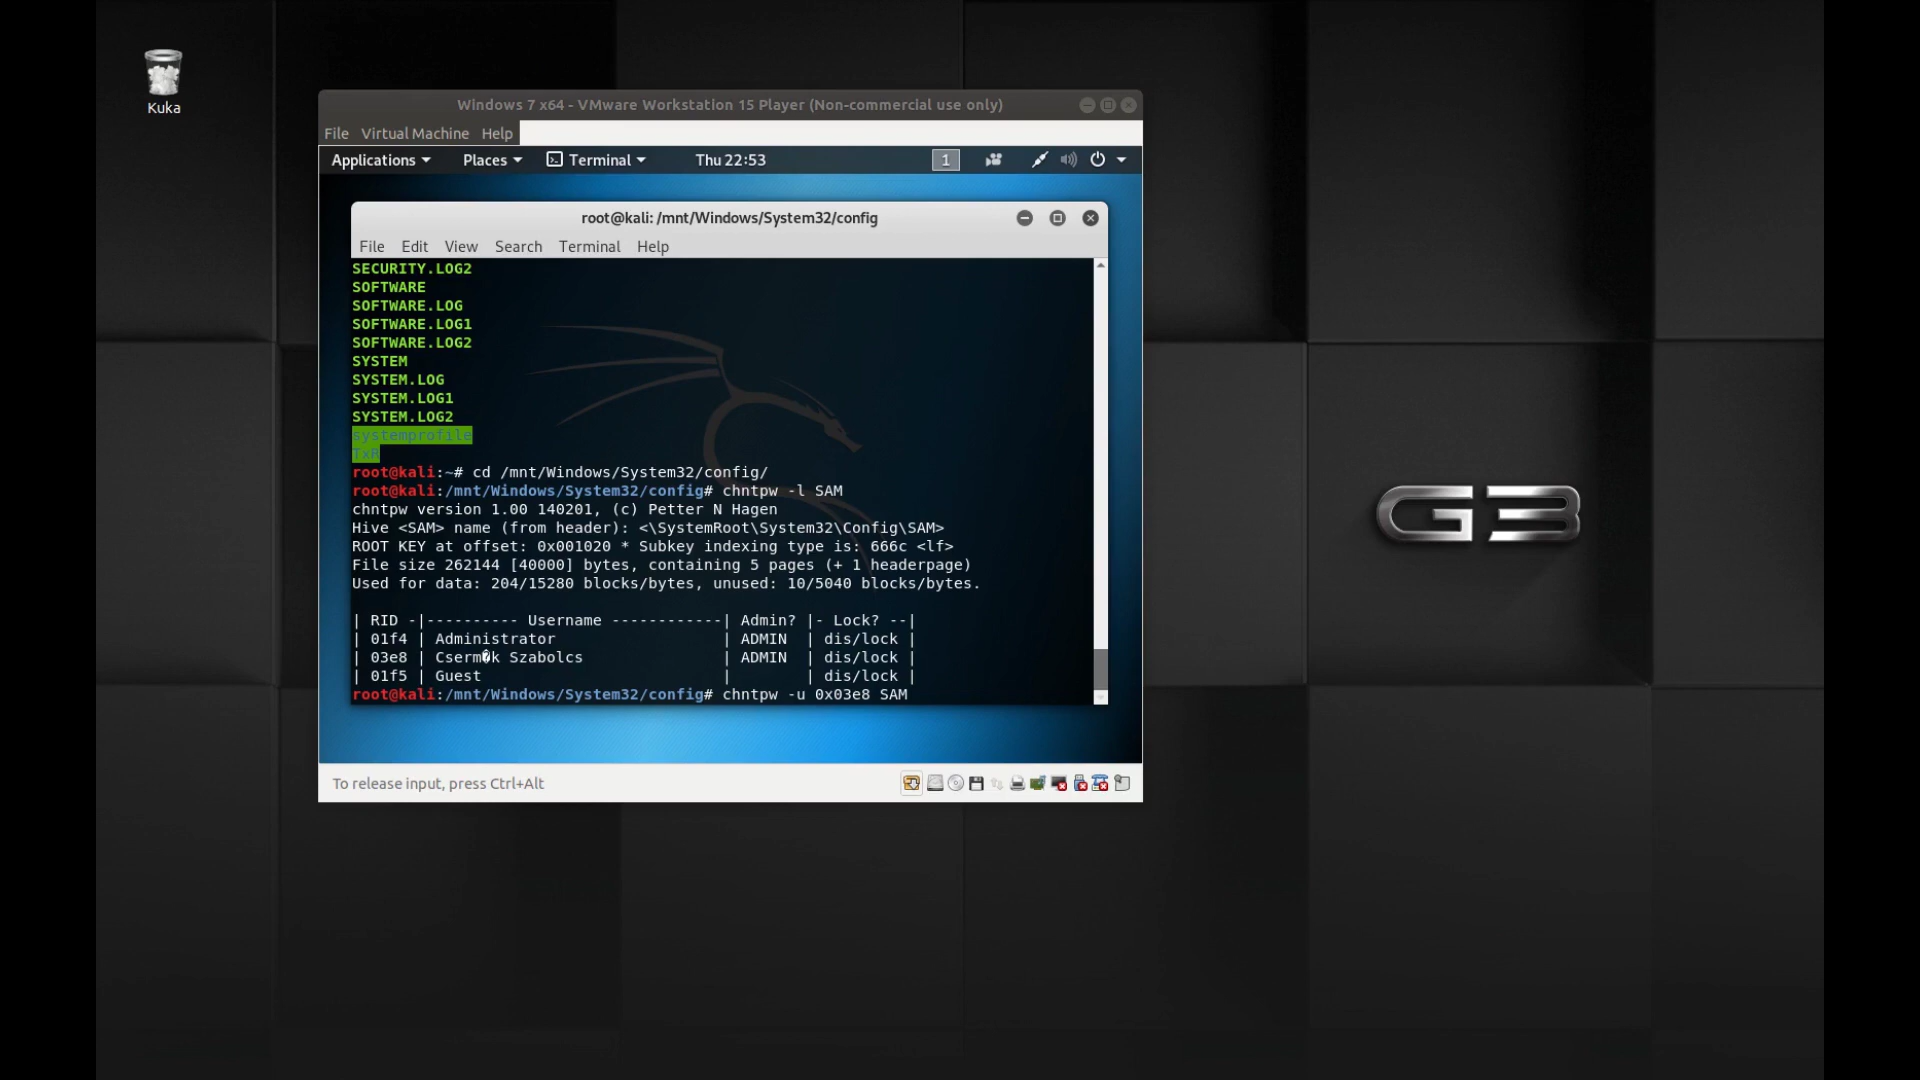 Kuka
Windows 7 x64 - VMware Workstation 15 Player (Non-commercial use only)
File Virtual Machine Help
Applications Places Terminal Thu 22:53 1
root@kali: /mnt/Windows/System32/config
File Edit View Search Terminal Help
SECURITY.LOG2
SOFTWARE
SOFTWARE.LOG
SOFTWARE.LOG1
SOFTWARE.LOG2
SYSTEM
SYSTEM.LOG
SYSTEM.LOG1
SYSTEM.LOG2
systemprofile
TxR
root@kali:~# cd /mnt/Windows/System32/config/
root@kali:/mnt/Windows/System32/config# chntpw -l SAM
chntpw version 1.00 140201, (c) Petter N Hagen
Hive <SAM> name (from header): <\SystemRoot\System32\Config\SAM>
ROOT KEY at offset: 0x001020 * Subkey indexing type is: 666c <lf>
File size 262144 [40000] bytes, containing 5 pages (+ 1 headerpage)
Used for data: 204/15280 blocks/bytes, unused: 10/5040 blocks/bytes.
| RID -|---------- Username ------------| Admin? |- Lock? --|
| 01f4 | Administrator | ADMIN | dis/lock |
| 03e8 | Cserm�k Szabolcs | ADMIN | dis/lock |
| 01f5 | Guest | | dis/lock |
root@kali:/mnt/Windows/System32/config# chntpw -u 0x03e8 SAM
To release input, press Ctrl+Alt
G3